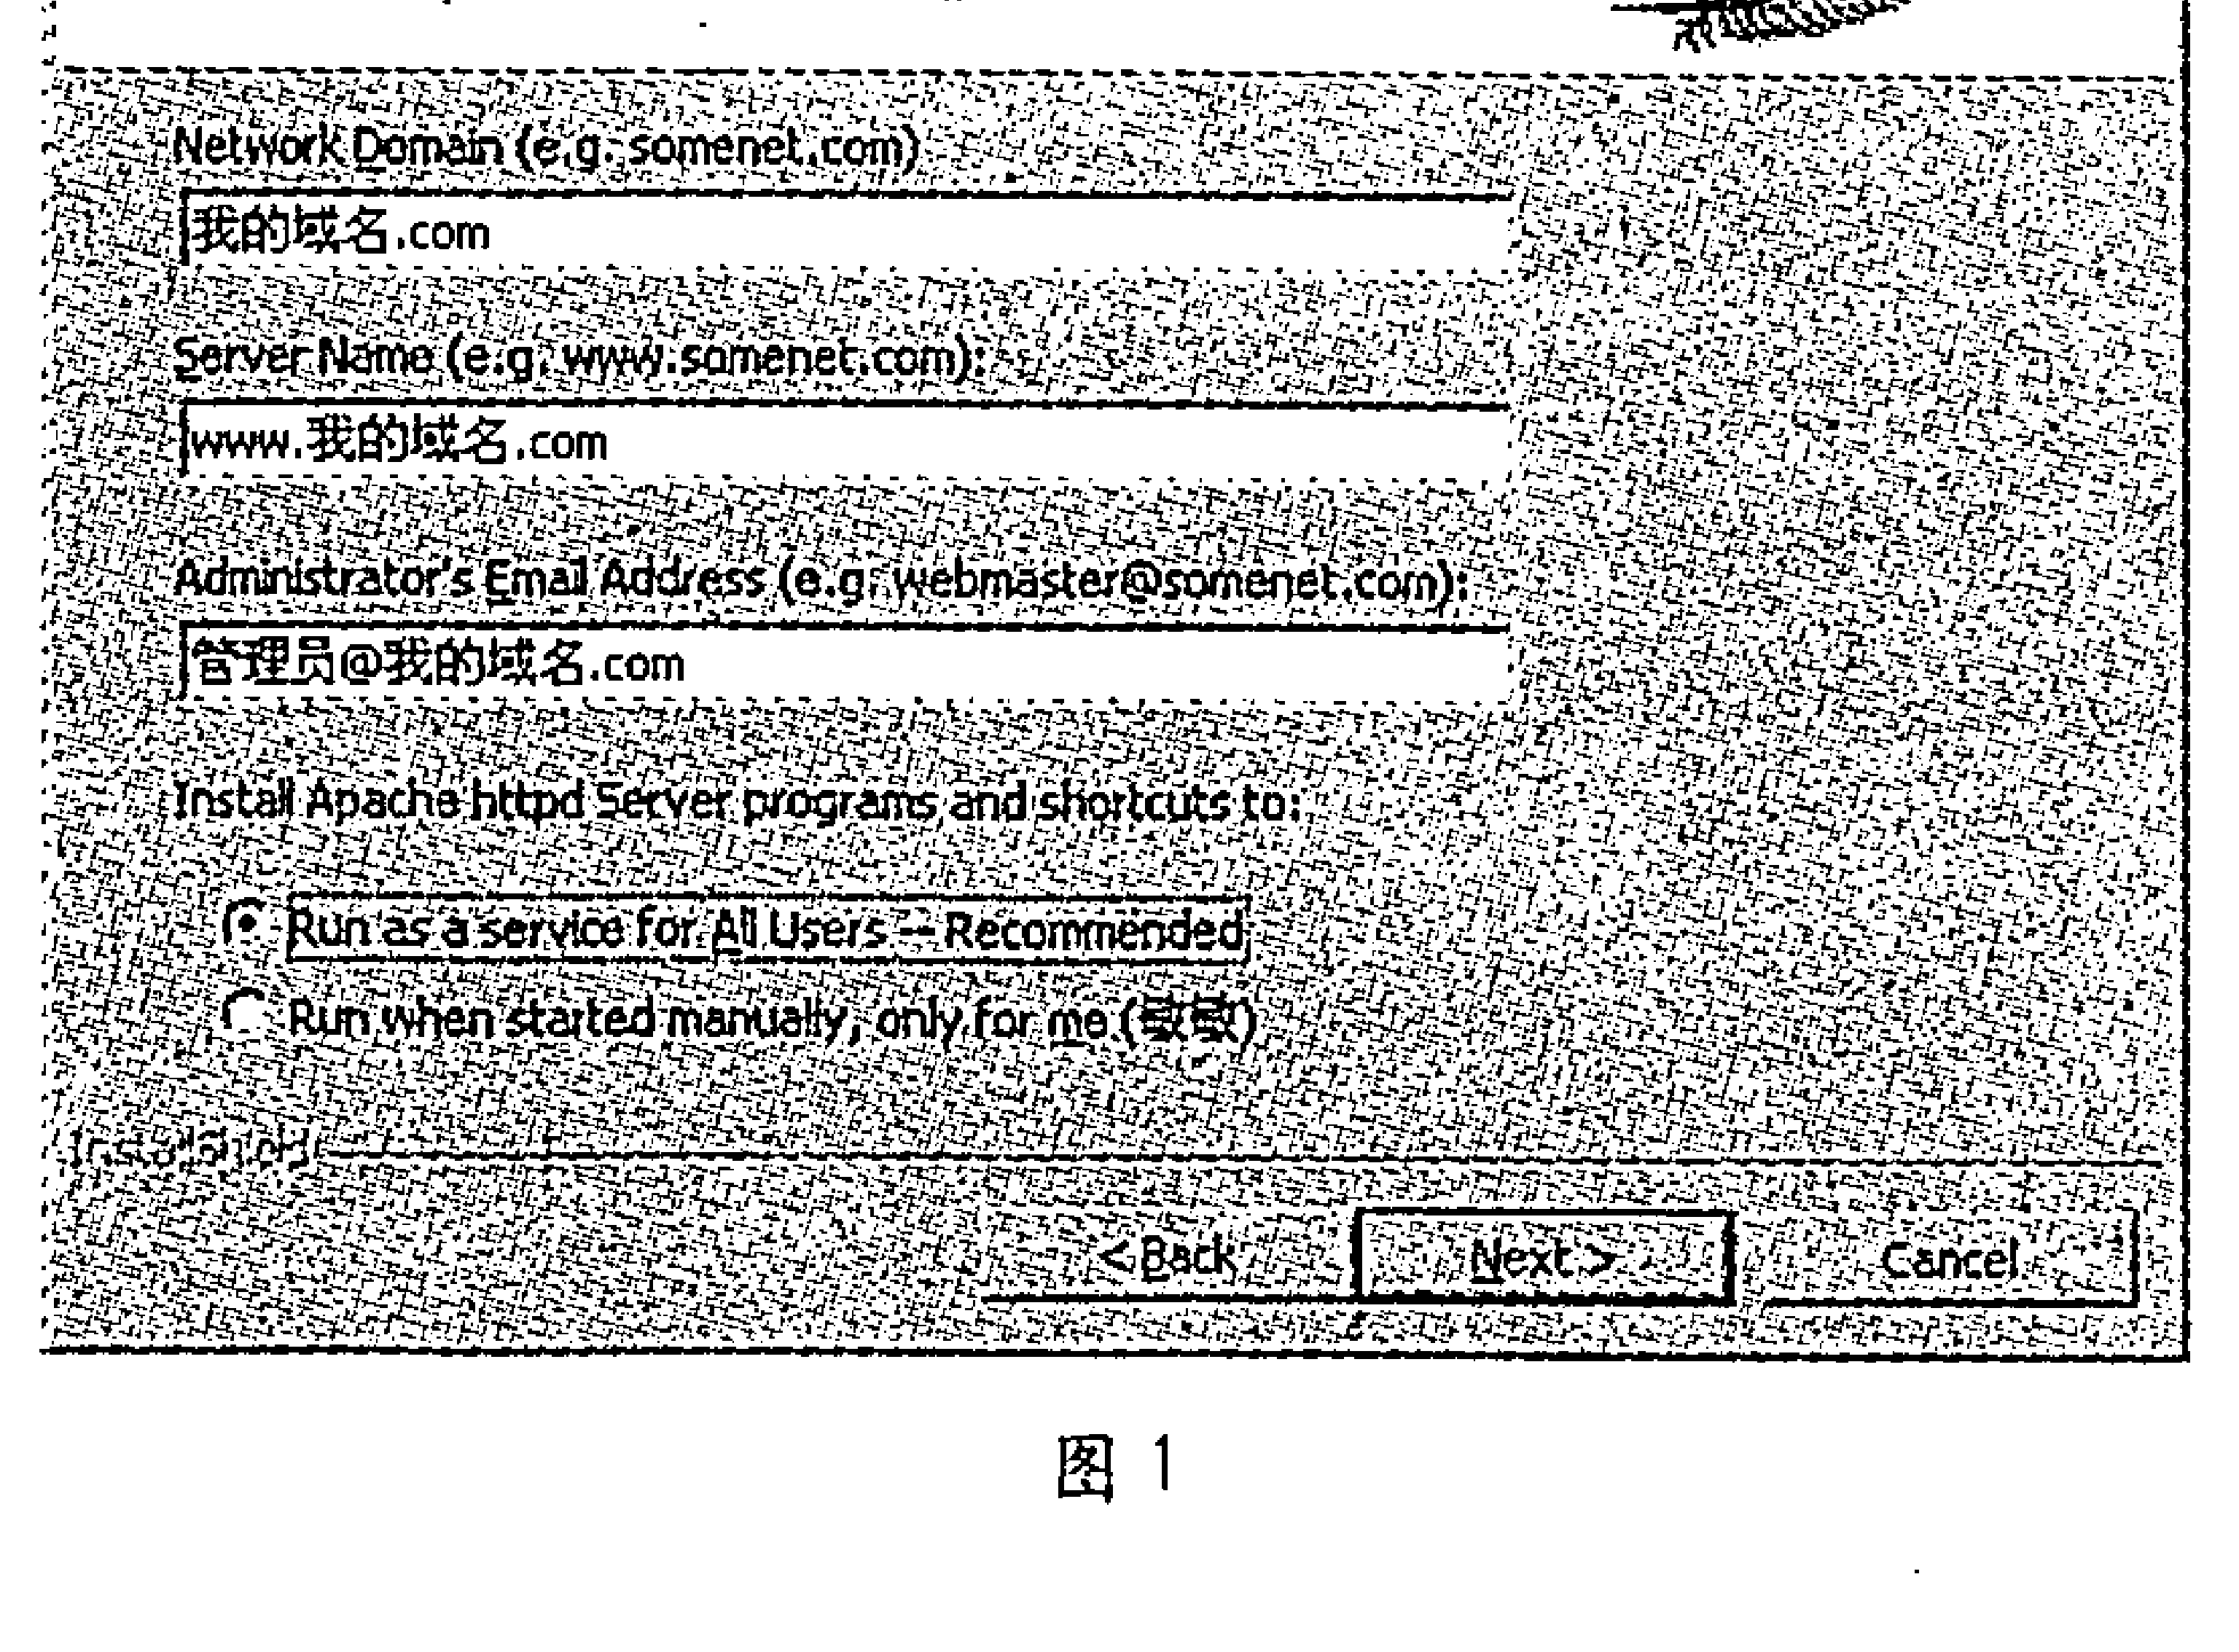 Network Domain (e.g. somenet.com)
我的域名.com
Server Name (e.g. www.somenet.com):
www.我的域名.com
Administrator's Email Address (e.g. webmaster@somenet.com):
管理员@我的域名.com
Install Apache httpd Server programs and shortcuts to:
Run as a service for All Users -- Recommended
Run when started manually, only for me (
< Back
Next >
Cancel
图 1